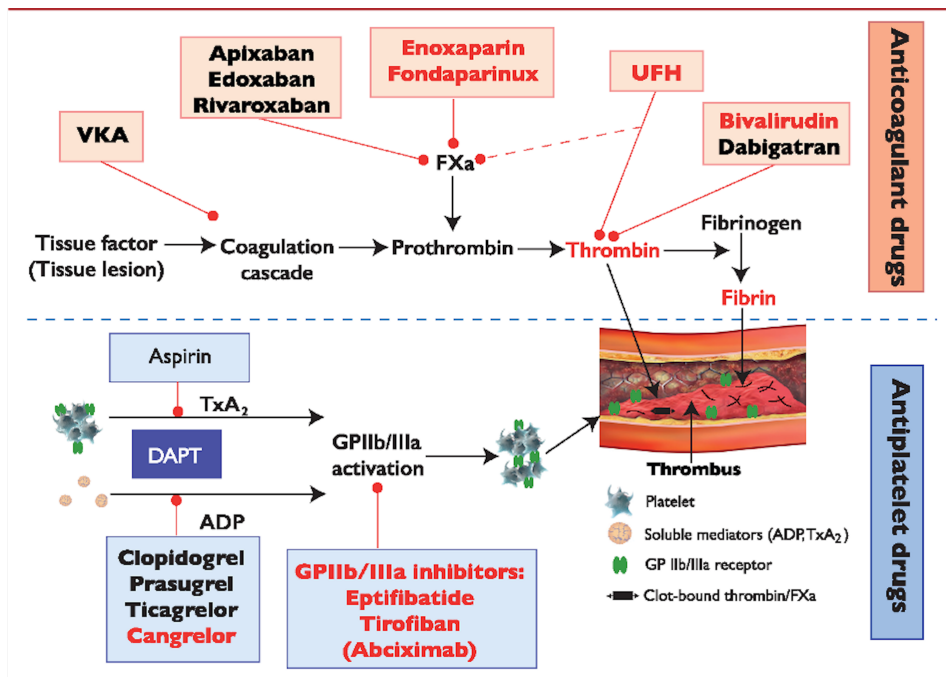 Apixaban
Edoxaban
Rivaroxaban
Enoxaparin
Fondaparinux
UFH
VKA
Bivalirudin
Dabigatran
FXa
Tissue factor
(Tissue lesion)
Coagulation
cascade
Prothrombin
Thrombin
Fibrinogen
Fibrin
Anticoagulant drugs
Aspirin
TxA2
DAPT
ADP
GPIIb/IIIa
activation
Clopidogrel
Prasugrel
Ticagrelor
Cangrelor
GPIIb/IIIa inhibitors:
Eptifibatide
Tirofiban
(Abciximab)
Thrombus
Platelet
Soluble mediators (ADP,TxA2)
GP IIb/IIIa receptor
Clot-bound thrombin/FXa
Antiplatelet drugs